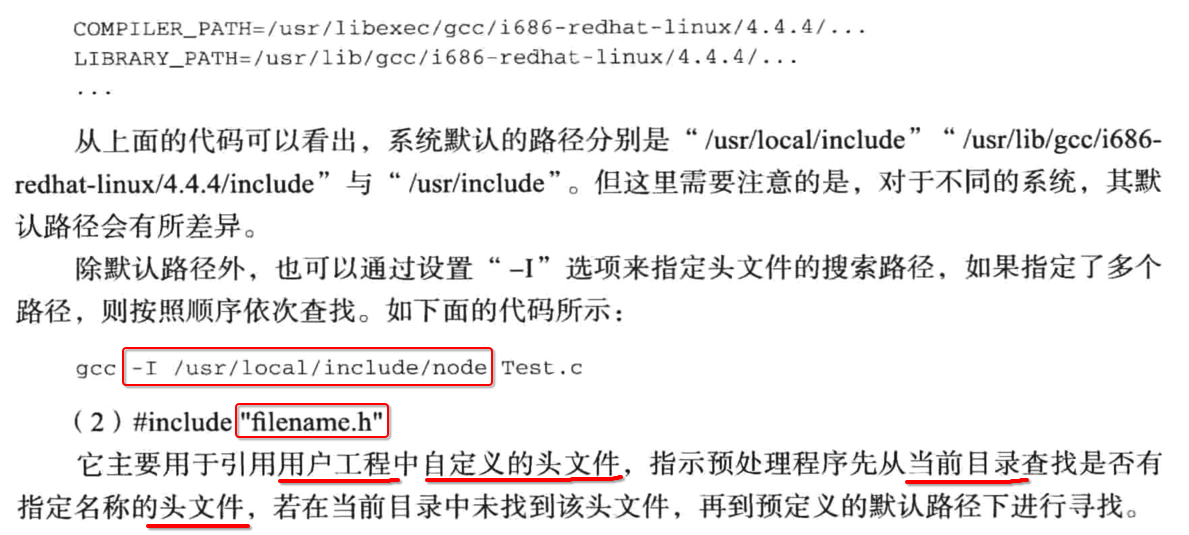 COMPILER_PATH=/usr/libexec/gcc/i686-redhat-linux/4.4.4/...
LIBRARY_PATH=/usr/lib/gcc/i686-redhat-linux/4.4.4/...
...
从上面的代码可以看出，系统默认的路径分别是“/usr/local/include”“/usr/lib/gcc/i686-
redhat-linux/4.4.4/include”与“/usr/include”。但这里需要注意的是，对于不同的系统，其默
认路径会有所差异。
除默认路径外，也可以通过设置“–I”选项来指定头文件的搜索路径，如果指定了多个
路径，则按照顺序依次查找。如下面的代码所示：
gcc -I /usr/local/include/node Test.c
（2）#include "filename.h"
它主要用于引用用户工程中自定义的头文件，指示预处理程序先从当前目录查找是否有
指定名称的头文件，若在当前目录中未找到该头文件，再到预定义的默认路径下进行寻找。